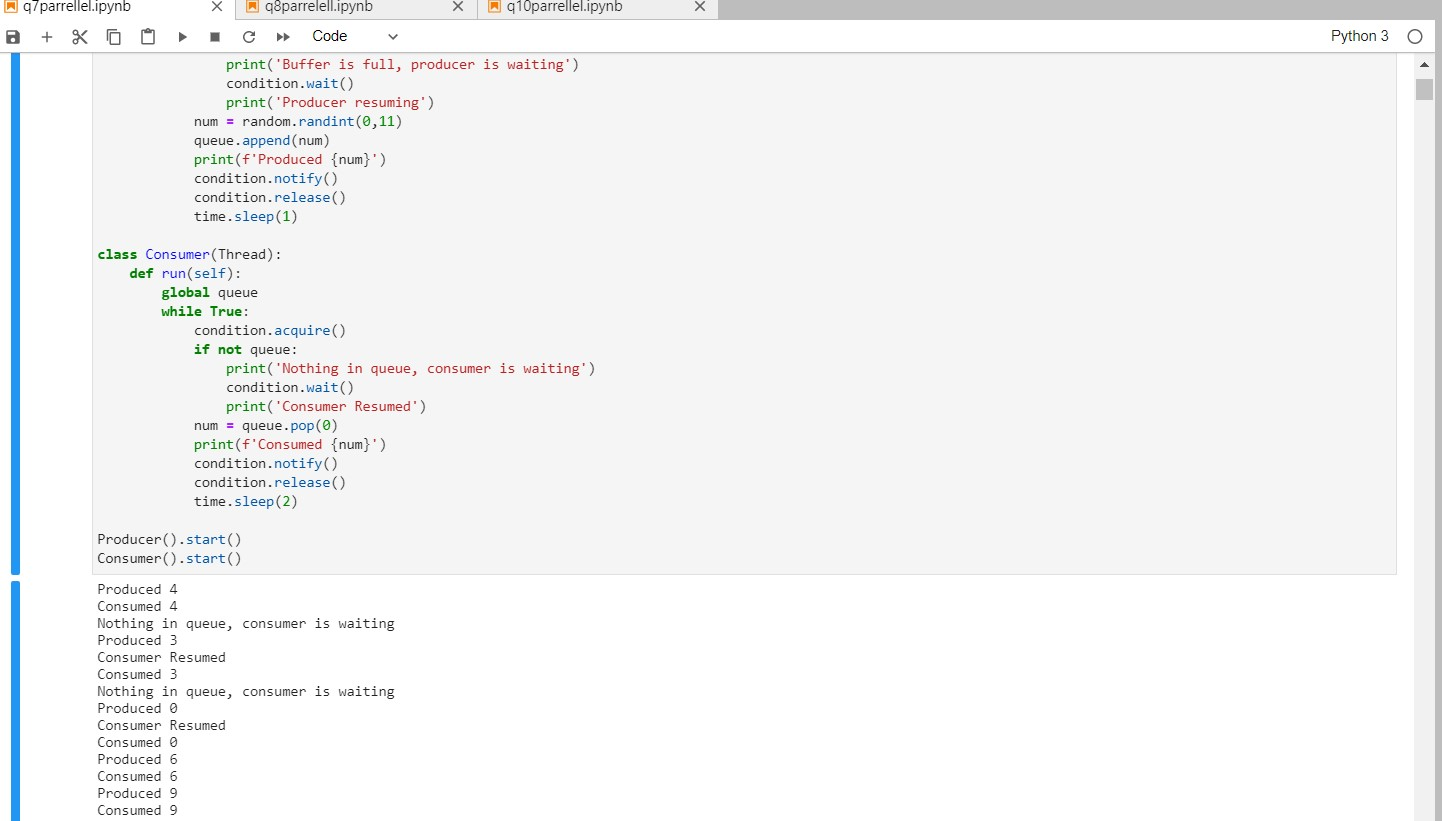 q7parrellel.ipynb
q8parrelell.ipynb
q10parrellel.ipynb
Code
Python 3
print('Buffer is full, producer is waiting')
condition.wait()
print('Producer resuming')
num = random.randint(0,11)
queue.append(num)
print(f'Produced {num}')
condition.notify()
condition.release()
time.sleep(1)
class Consumer(Thread):
def run(self):
global queue
while True:
condition.acquire()
if not queue:
print('Nothing in queue, consumer is waiting')
condition.wait()
print('Consumer Resumed')
num = queue.pop(0)
print(f'Consumed {num}')
condition.notify()
condition.release()
time.sleep(2)
Producer().start()
Consumer().start()
Produced 4
Consumed 4
Nothing in queue, consumer is waiting
Produced 3
Consumer Resumed
Consumed 3
Nothing in queue, consumer is waiting
Produced 0
Consumer Resumed
Consumed 0
Produced 6
Consumed 6
Produced 9
Consumed 9